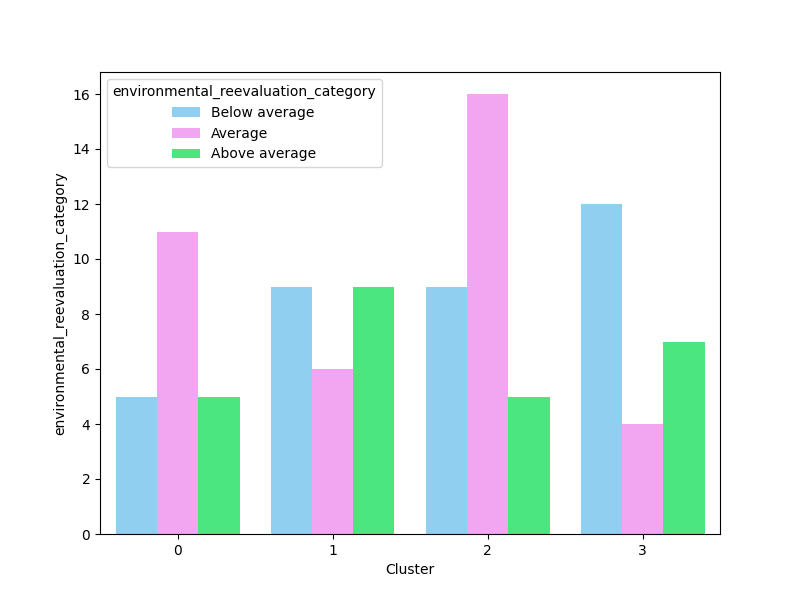 environmental_reevaluation_category
Below average
Average
Above average
environmental_reevaluation_category
16
14
12
10
8
6
4
2
0
0 1 2 3
Cluster